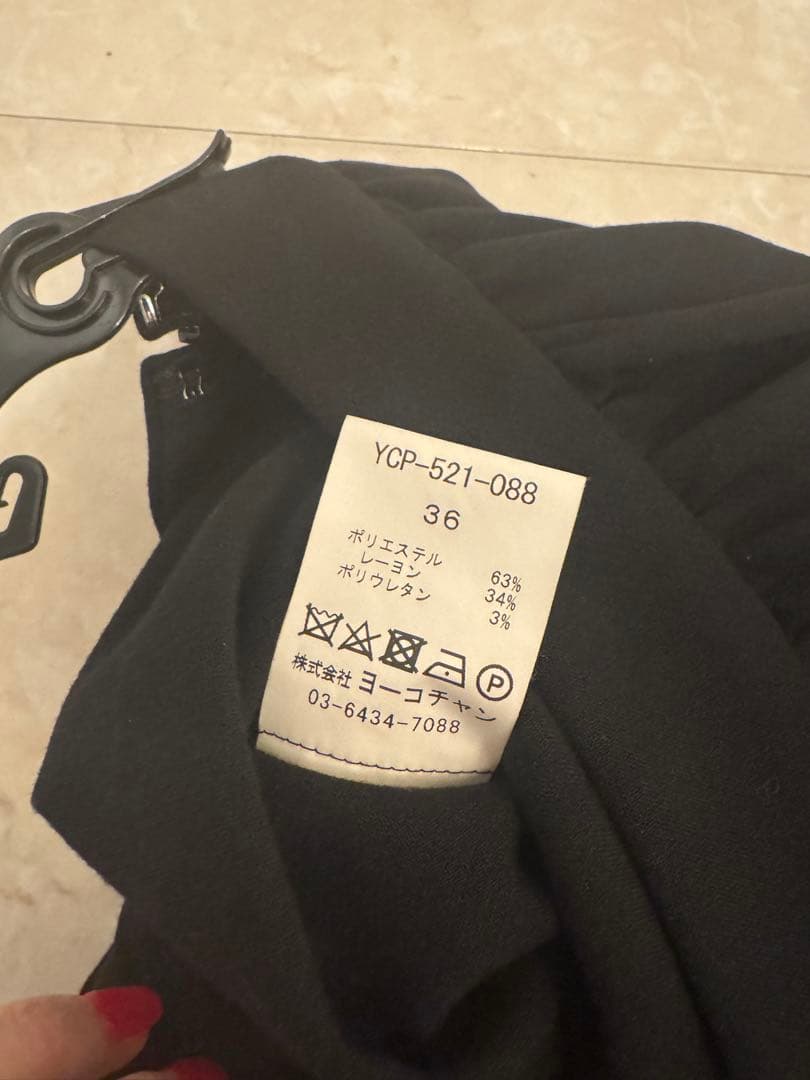 YCP-521-088
36
ポリエステル 63%
レーヨン 34%
ポリウレタン 3%
P
株式会社 ヨーコチャン
03-6434-7088